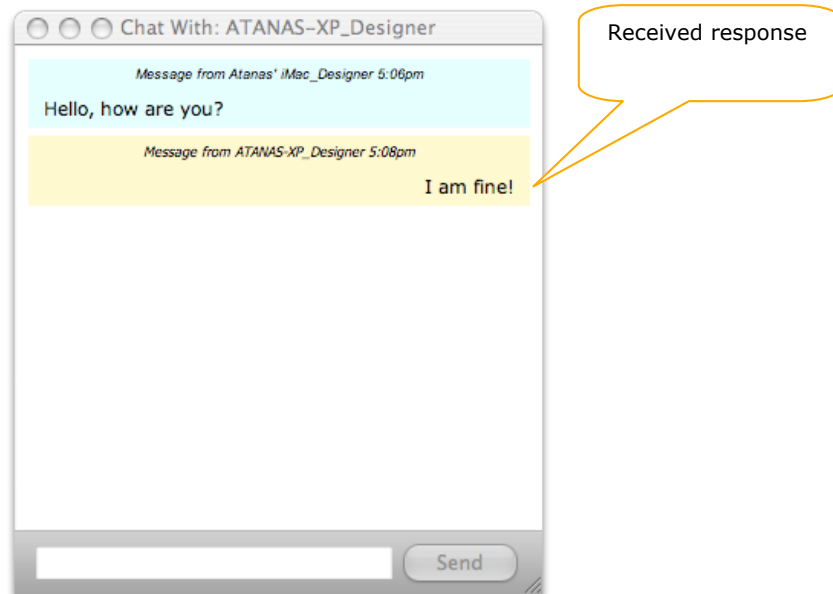 Chat With: ATANAS-XP_Designer
Received response
Message from Atanas' iMac_Designer 5:06pm
Hello, how are you?
Message from ATANAS-XP_Designer 5:08pm
I am fine!
Send